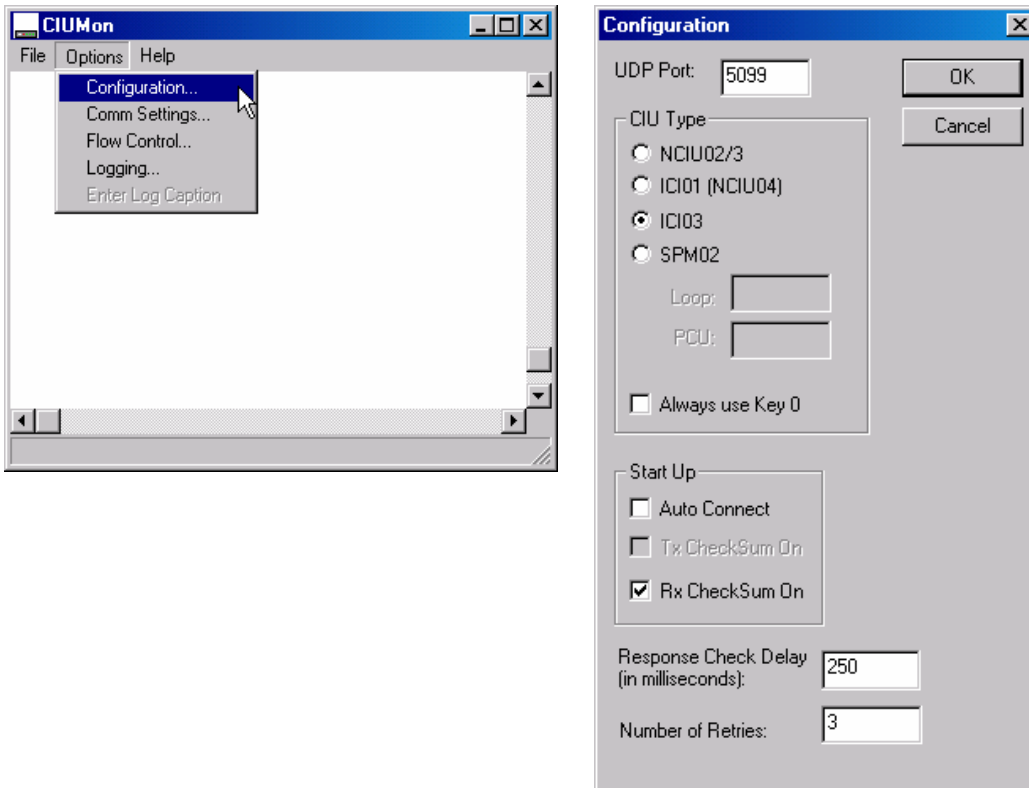 CIUMon
File Options Help
Configuration...
Comm Settings...
Flow Control...
Logging...
Enter Log Caption
Configuration
UDP Port: 5099
OK
Cancel
CIU Type
NCIU02/3
ICI01 (NCIU04)
ICI03
SPM02
Loop:
PCU:
Always use Key 0
Start Up
Auto Connect
Tx CheckSum On
Rx CheckSum On
Response Check Delay
(in milliseconds): 250
Number of Retries: 3